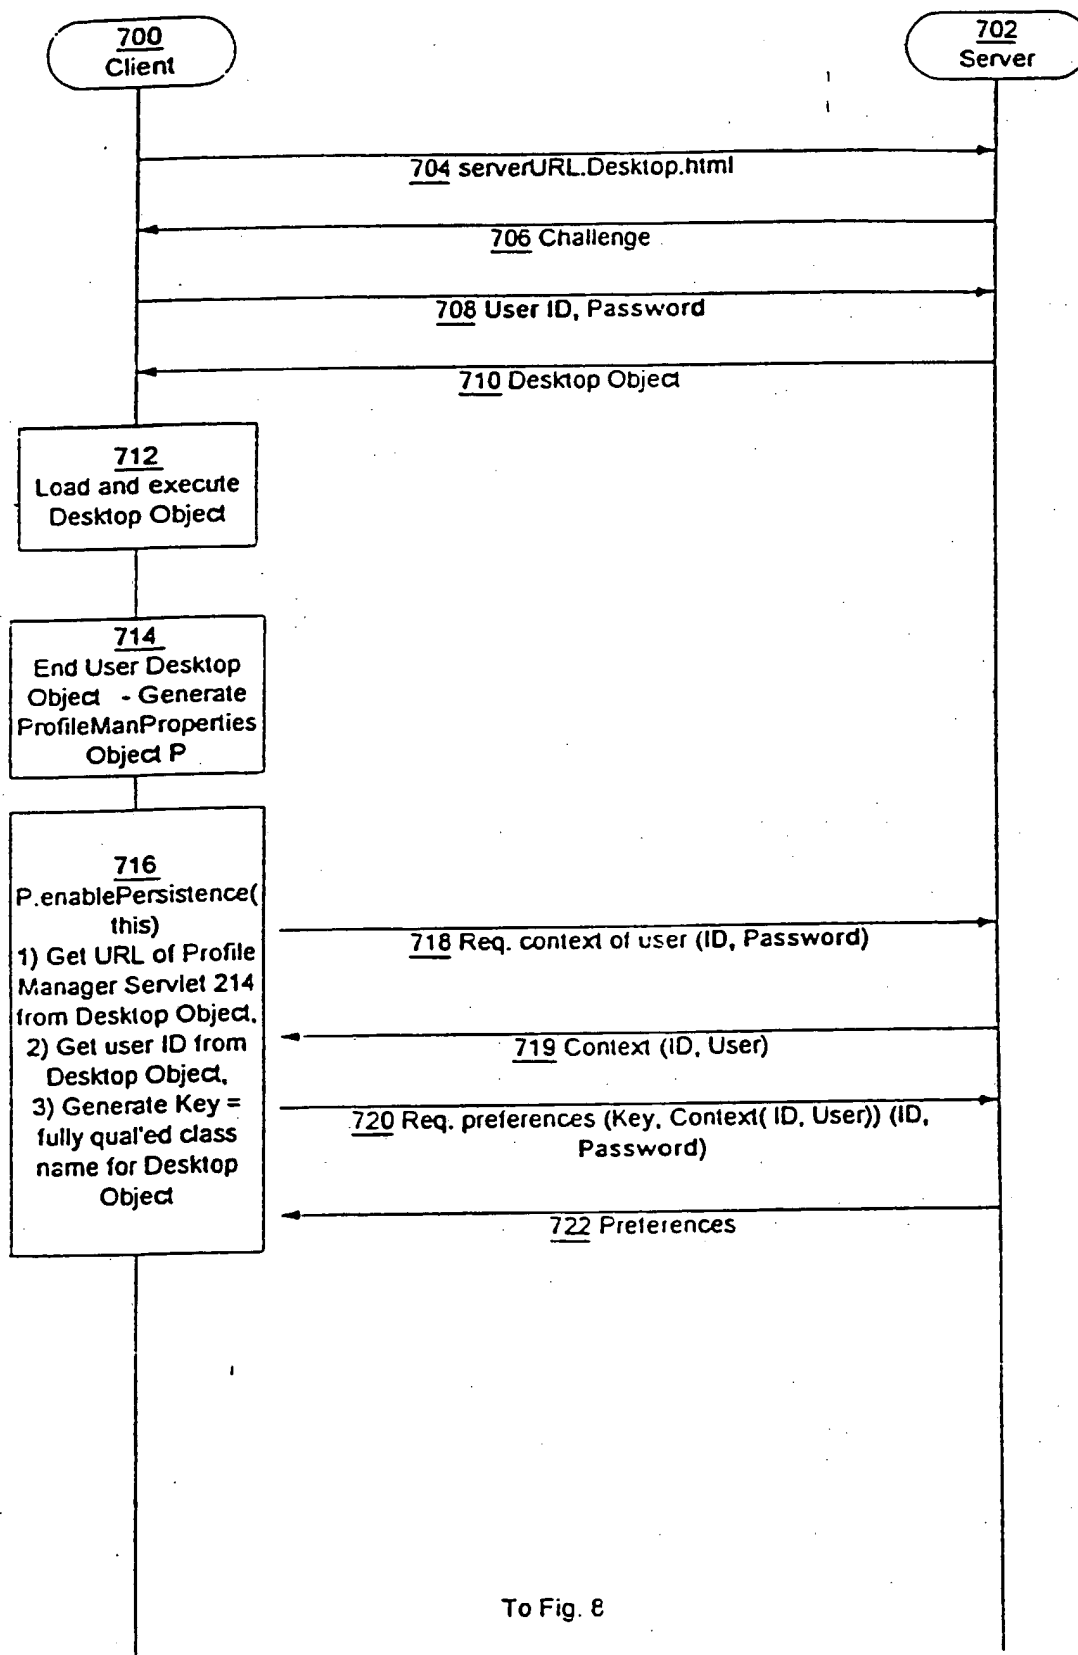 700
Client
702
Server
704 serverURL.Desktop.html
706 Challenge
708 User ID, Password
710 Desktop Object
712
Load and execute
Desktop Object
714
End User Desktop
Object - Generate
ProfileManProperties
Object P
716
P.enablePersistence(
this)
1) Get URL of Profile
Manager Servlet 214
from Desktop Object,
2) Get user ID from
Desktop Object,
3) Generate Key =
fully qual'ed class
name for Desktop
Object
718 Req. context of user (ID, Password)
719 Context (ID, User)
720 Req. preferences (Key, Context( ID, User)) (ID,
Password)
722 Preferences
To Fig. 8